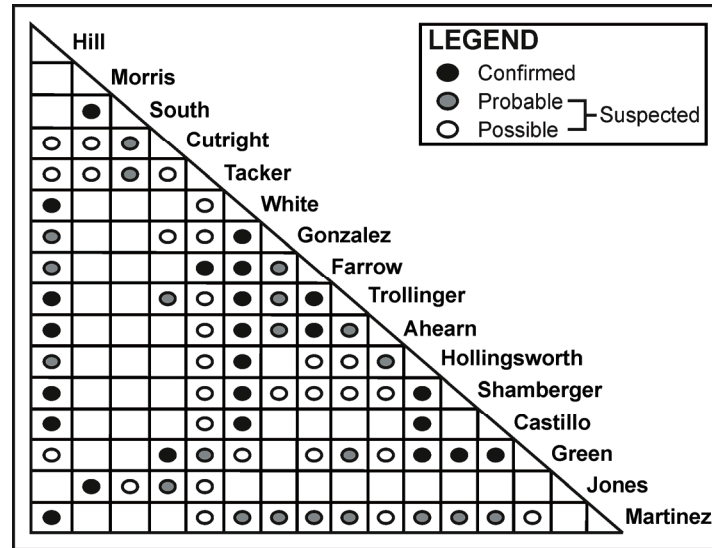 Hill
LEGEND
Morris
Confirmed
South
Probable
Suspected
Cutright
Possible
Tacker
White
Gonzalez
Farrow
Trollinger
Ahearn
Hollingsworth
Shamberger
Castillo
Green
Jones
Martinez